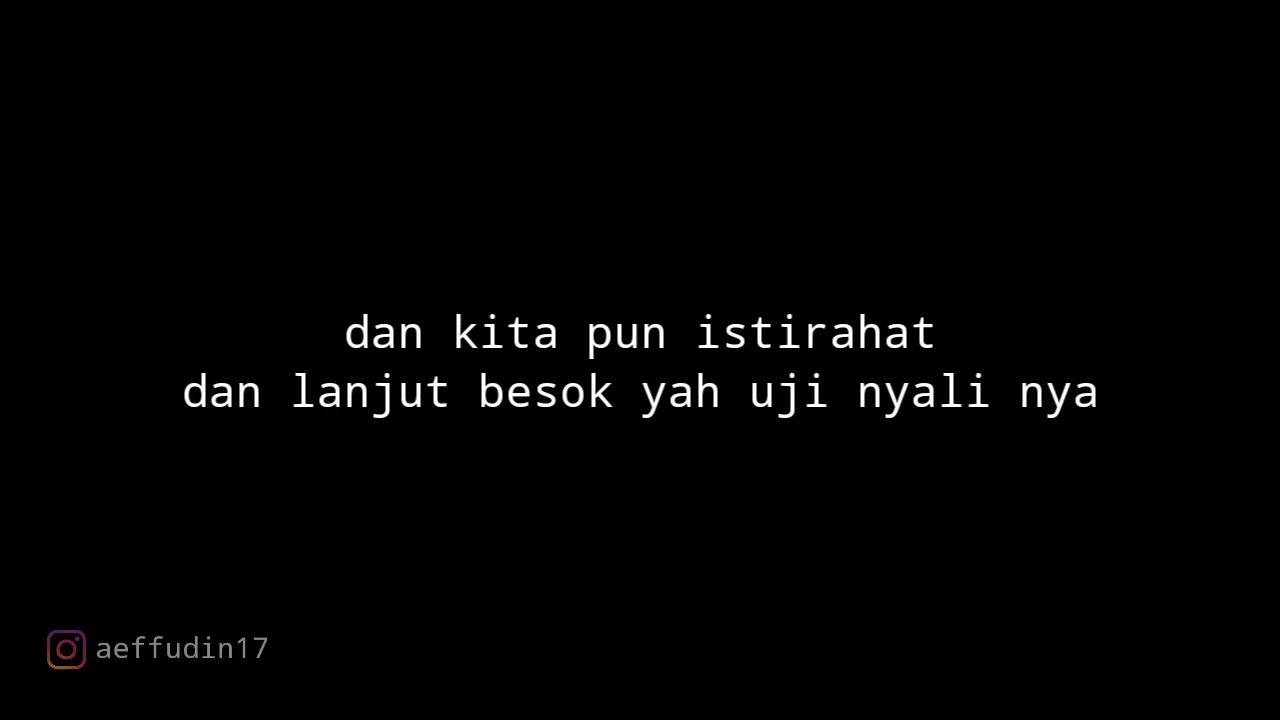 dan kita pun istirahat
dan lanjut besok yah uji nyali nya
aeffudin17